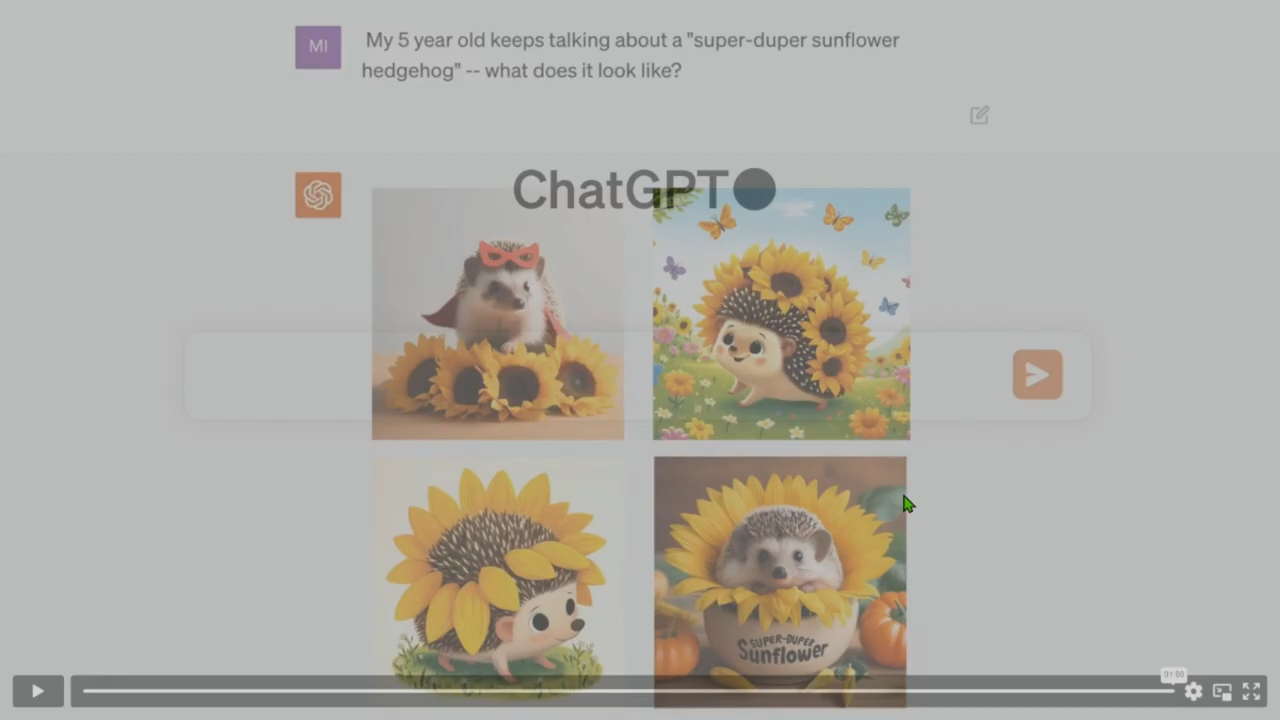 MI
My 5 year old keeps talking about a "super-duper sunflower
hedgehog" -- what does it look like?
ChatGPT
SUPER-DUPER
Sunflower
01:00